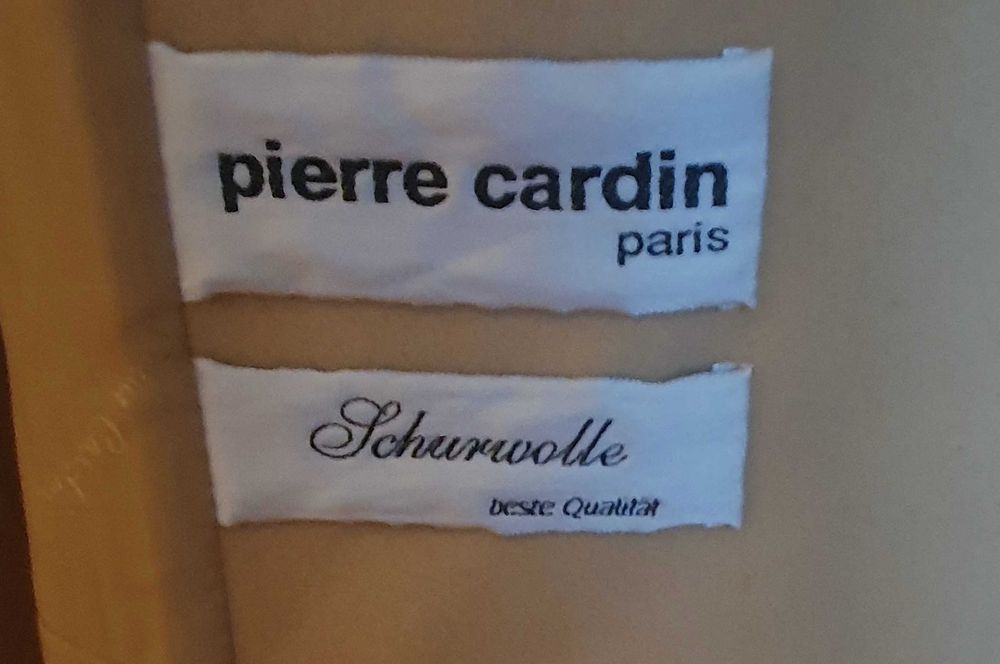 pierre cardin
paris
Schurwolle
beste Qualität